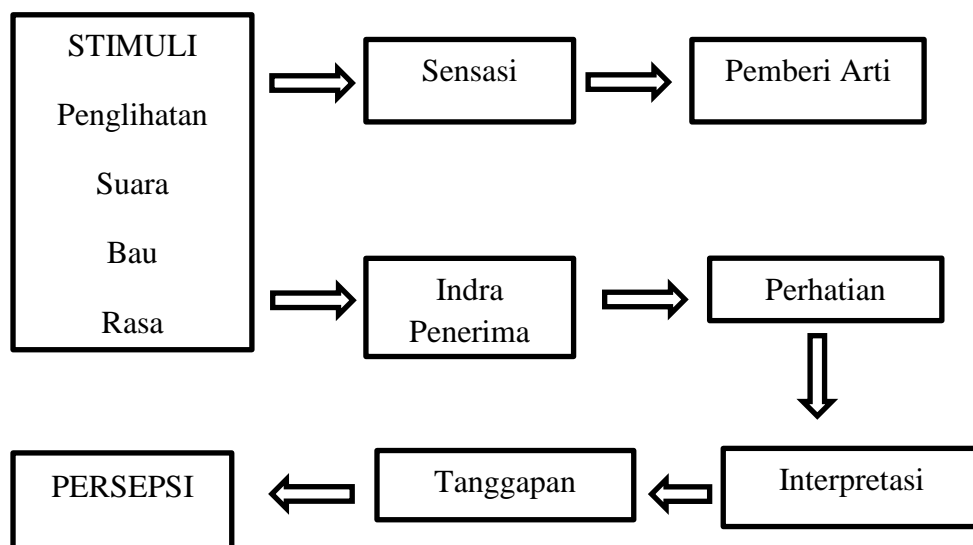 STIMULI
Penglihatan
Suara
Bau
Rasa
Sensasi
Pemberi Arti
Indra
Penerima
Perhatian
Interpretasi
Tanggapan
PERSEPSI